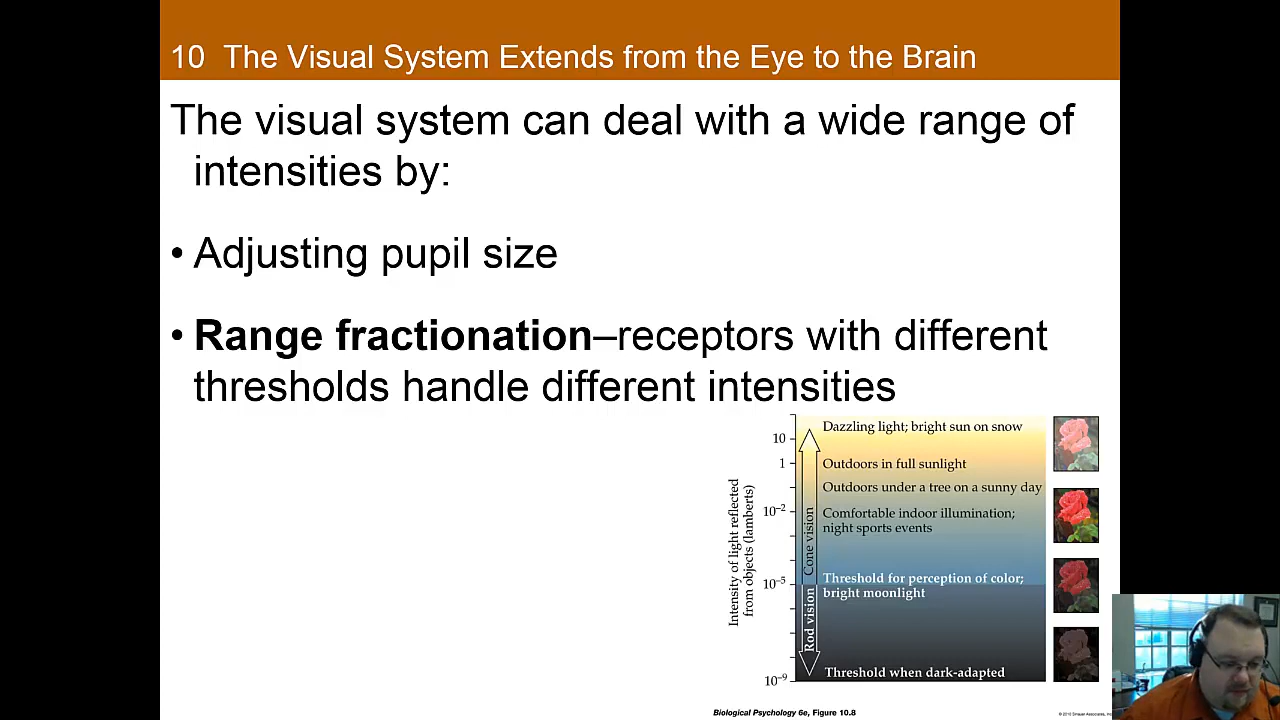 10 The Visual System Extends from the Eye to the Brain
The visual system can deal with a wide range of
intensities by:
• Adjusting pupil size
• Range fractionation–receptors with different
thresholds handle different intensities
Intensity of light reflected
from objects (lamberts)
10
1
10⁻²
10⁻⁵
10⁻⁹
Cone vision
Rod vision
Dazzling light; bright sun on snow
Outdoors in full sunlight
Outdoors under a tree on a sunny day
Comfortable indoor illumination;
night sports events
Threshold for perception of color;
bright moonlight
Threshold when dark-adapted
Biological Psychology 6e, Figure 10.8